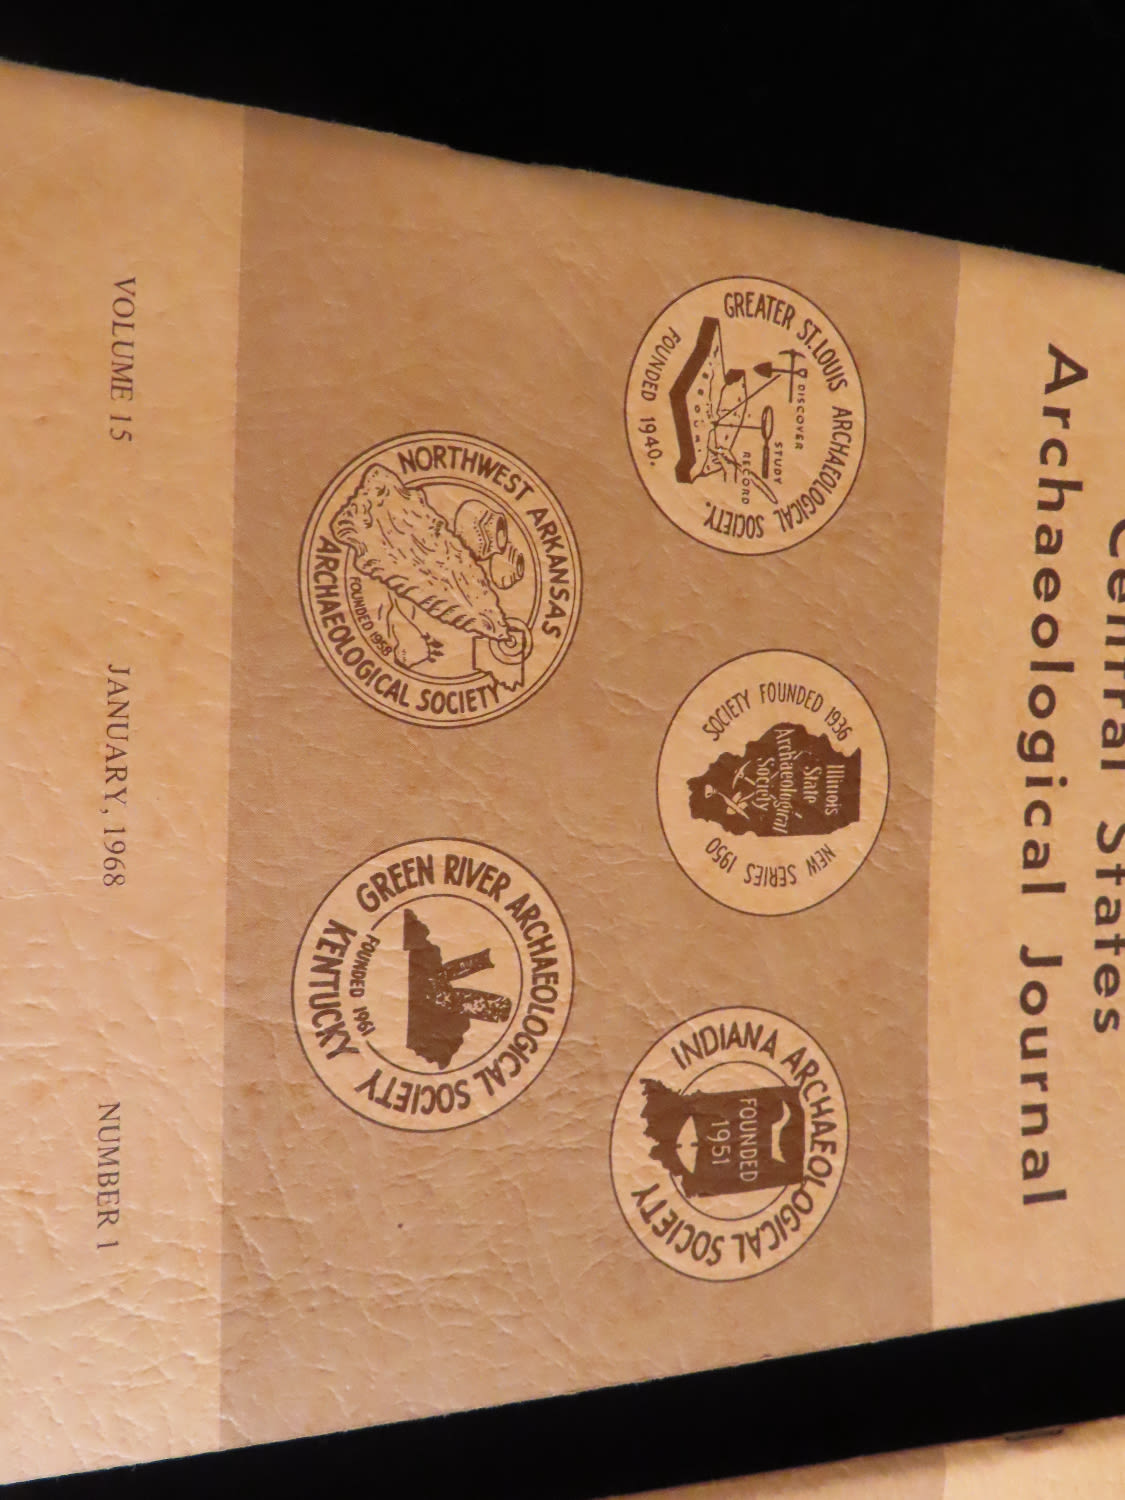 Central States
Archaeological Journal
GREATER ST. LOUIS ARCHAEOLOGICAL SOCIETY.
DISCOVER
STUDY
RECORD
FOUNDED 1940.
SOCIETY FOUNDED 1936
Illinois
State
Archaeological
Society
NEW SERIES 1950
INDIANA ARCHAEOLOGICAL SOCIETY
FOUNDED
1951
NORTHWEST ARKANSAS
ARCHAEOLOGICAL SOCIETY
FOUNDED 1958
GREEN RIVER ARCHAEOLOGICAL SOCIETY
FOUNDED 1961
KENTUCKY
VOLUME 15 JANUARY, 1968 NUMBER 1